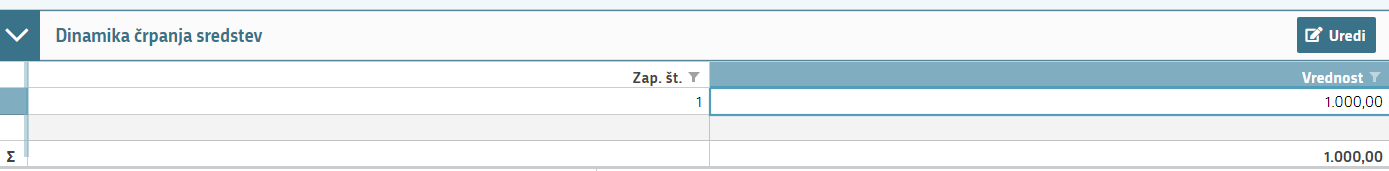 Dinamika črpanja sredstev
Uredi
Zap. št. Vrednost
1 1.000,00
Σ 1.000,00